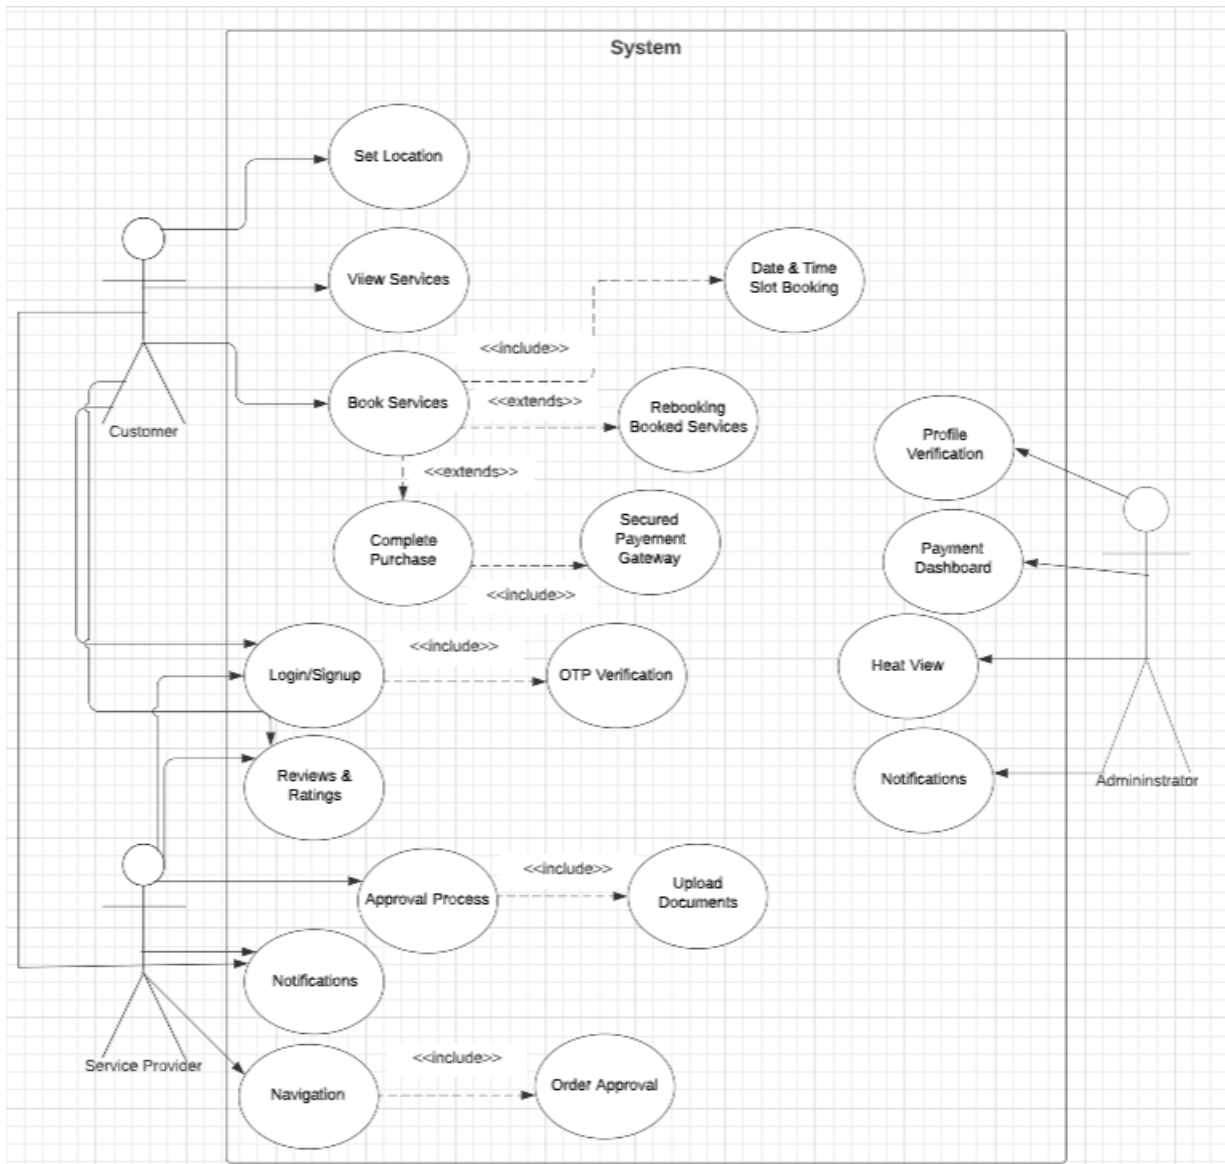 System
Set Location
Viiew Services
Date & Time
Slot Booking
<<include>>
Book Services
<<extends>>
Rebooking
Booked Services
Customer
Profile
Verification
<<extends>>
Complete
Purchase
Secured
Payement
Gateway
Payment
Dashboard
<<include>>
Login/Signup
<<include>>
OTP Verification
Heat View
Reviews &
Ratings
Notifications
Admininstrator
Approval Process
<<include>>
Upload
Documents
Notifications
Service Provider
Navigation
<<include>>
Order Approval